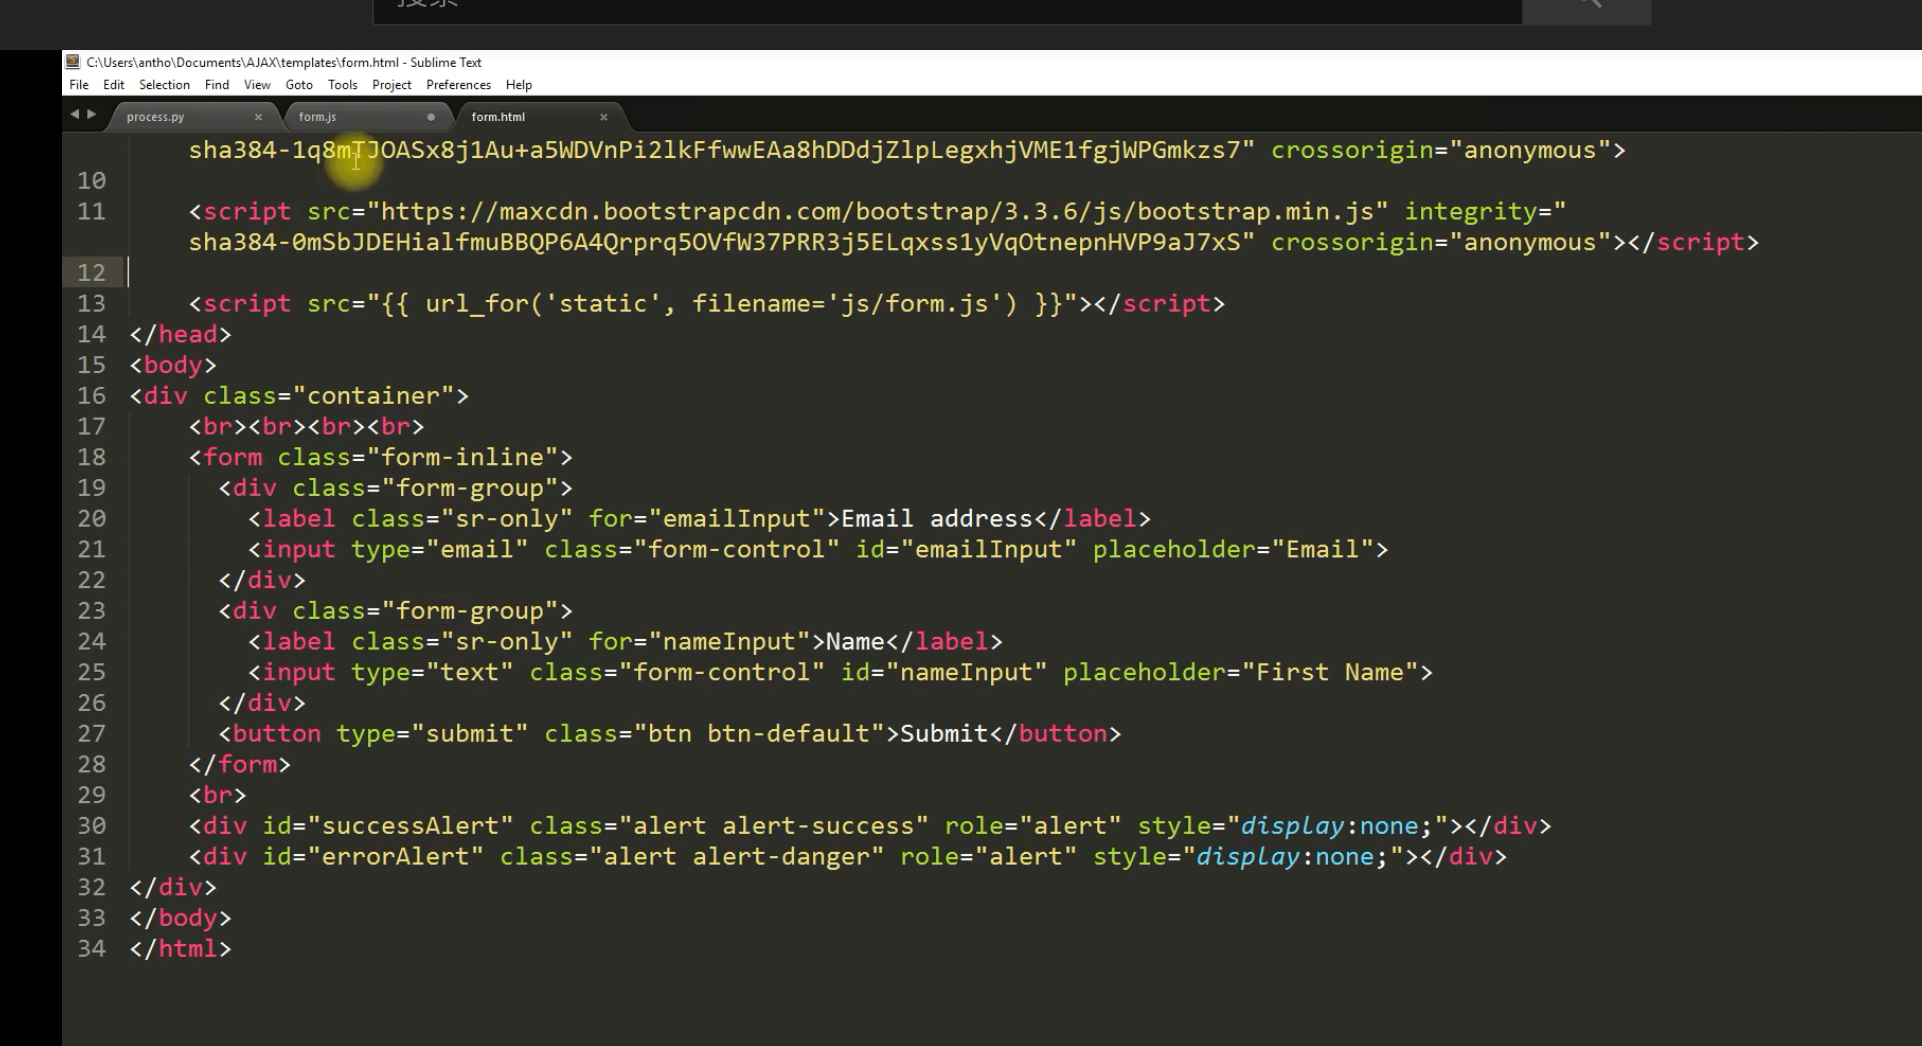 搜索
C:\Users\antho\Documents\AJAX\templates\form.html - Sublime Text
File Edit Selection Find View Goto Tools Project Preferences Help
process.py form.js form.html
sha384-1q8mTJOASx8j1Au+a5WDVnPi2lkFfwwEAa8hDDdjZlpLegxhjVME1fgjWPGmkzs7" crossorigin="anonymous">
10
11 <script src="https://maxcdn.bootstrapcdn.com/bootstrap/3.3.6/js/bootstrap.min.js" integrity="
sha384-0mSbJDEHialfmuBBQP6A4Qrprq5OVfW37PRR3j5ELqxss1yVqOtnepnHVP9aJ7xS" crossorigin="anonymous"></script>
12
13 <script src="{{ url_for('static', filename='js/form.js') }}"></script>
14 </head>
15 <body>
16 <div class="container">
17 <br><br><br><br>
18 <form class="form-inline">
19 <div class="form-group">
20 <label class="sr-only" for="emailInput">Email address</label>
21 <input type="email" class="form-control" id="emailInput" placeholder="Email">
22 </div>
23 <div class="form-group">
24 <label class="sr-only" for="nameInput">Name</label>
25 <input type="text" class="form-control" id="nameInput" placeholder="First Name">
26 </div>
27 <button type="submit" class="btn btn-default">Submit</button>
28 </form>
29 <br>
30 <div id="successAlert" class="alert alert-success" role="alert" style="display:none;"></div>
31 <div id="errorAlert" class="alert alert-danger" role="alert" style="display:none;"></div>
32 </div>
33 </body>
34 </html>